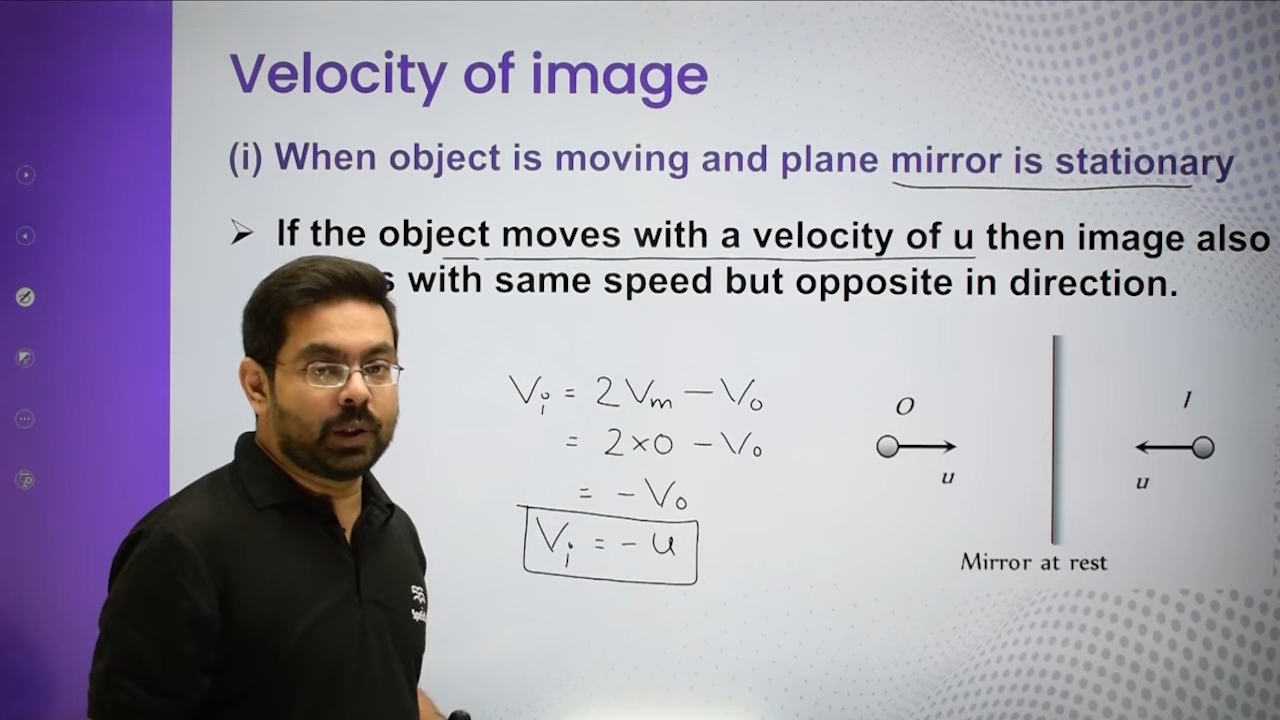 Velocity of image
(i) When object is moving and plane mirror is stationary
➢ If the object moves with a velocity of u then image also
with same speed but opposite in direction.
Vi = 2Vm – Vo
= 2×0 – Vo
= – Vo
Vi = – u
O
I
u
u
Mirror at rest